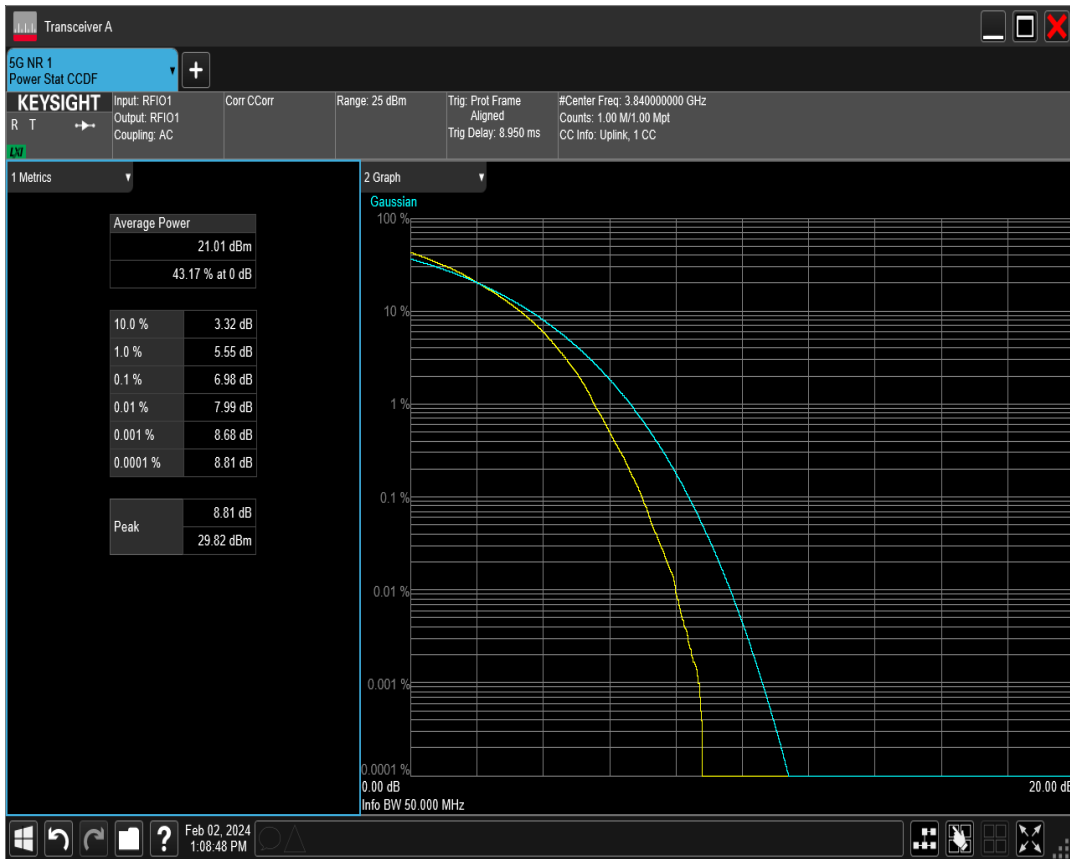 Transceiver A
5G NR 1
Power Stat CCDF
KEYSIGHT
R T
LXI
Input: RFIO1
Output: RFIO1
Coupling: AC
Corr CCorr
Range: 25 dBm
Trig: Prot Frame
Aligned
Trig Delay: 8.950 ms
#Center Freq: 3.840000000 GHz
Counts: 1.00 M/1.00 Mpt
CC Info: Uplink, 1 CC
1 Metrics
Average Power
21.01 dBm
43.17 % at 0 dB
10.0 % 3.32 dB
1.0 % 5.55 dB
0.1 % 6.98 dB
0.01 % 7.99 dB
0.001 % 8.68 dB
0.0001 % 8.81 dB
Peak
8.81 dB
29.82 dBm
2 Graph
Gaussian
100 %
10 %
1 %
0.1 %
0.01 %
0.001 %
0.0001 %
0.00 dB 20.00 dB
Info BW 50.000 MHz
?
Feb 02, 2024
1:08:48 PM